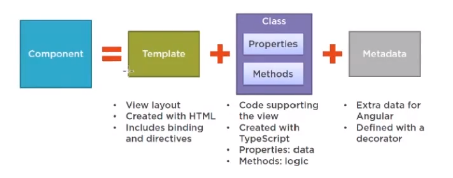 Component
Template
Class
Properties
Methods
Metadata
• View layout
• Created with HTML
• Includes binding
and directives
• Code supporting
the view
• Created with
TypeScript
• Properties: data
• Methods: logic
• Extra data for
Angular
• Defined with a
decorator